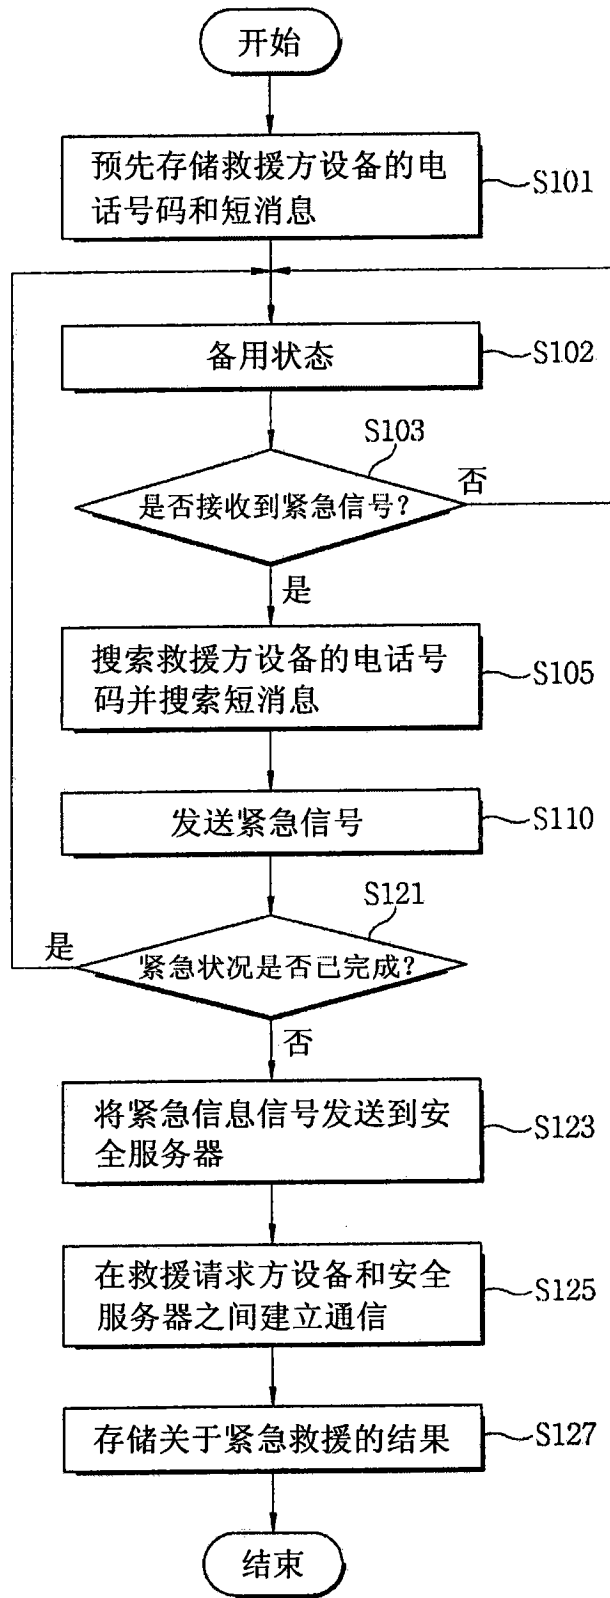 开始
预先存储救援方设备的电
话号码和短消息
S101
备用状态
S102
S103
是否接收到紧急信号？
否
是
搜索救援方设备的电话号
码并搜索短消息
S105
发送紧急信号
S110
S121
是
紧急状况是否已完成？
否
将紧急信息信号发送到安
全服务器
S123
在救援请求方设备和安全
服务器之间建立通信
S125
存储关于紧急救援的结果
S127
结束